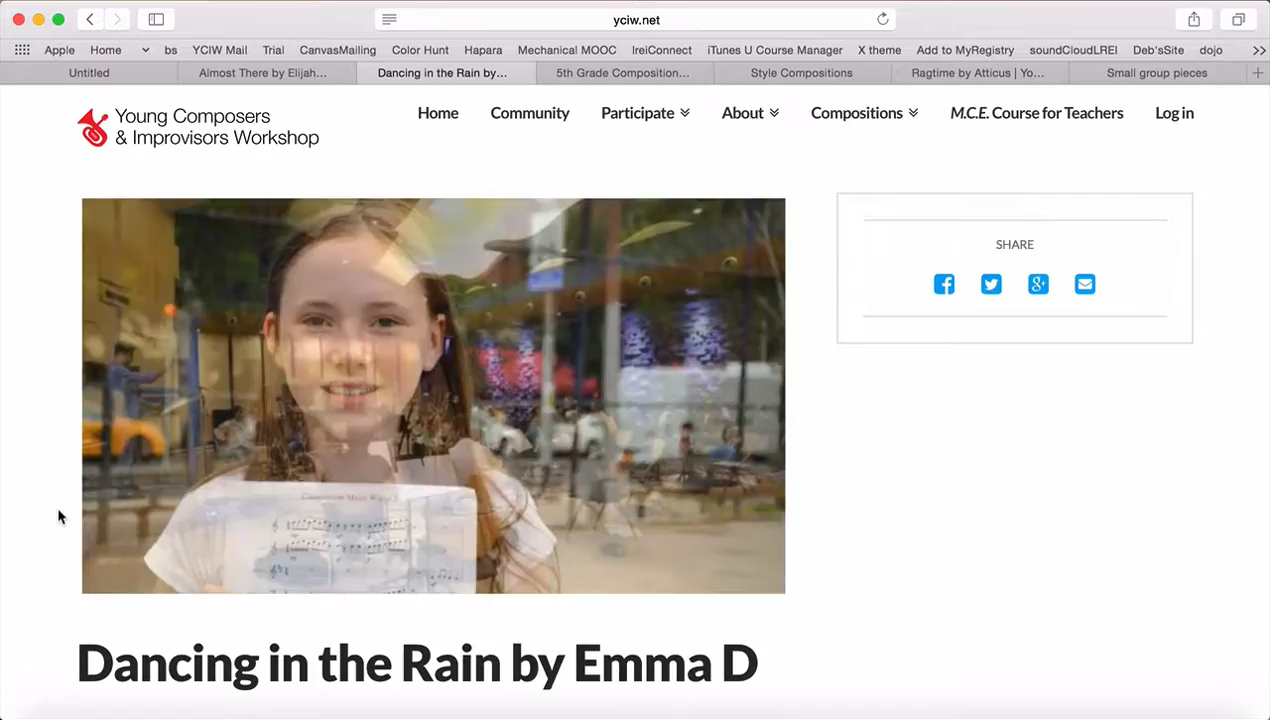 yciw.net
Apple Home bs YCIW Mail Trial CanvasMailing Color Hunt Hapara Mechanical MOOC IreiConnect iTunes U Course Manager X theme Add to MyRegistry soundCloudLREI Deb'sSite dojo
Untitled Almost There by Elijah... Dancing in the Rain by... 5th Grade Composition... Style Compositions Ragtime by Atticus | Yo... Small group pieces
Young Composers
& Improvisors Workshop
Home Community Participate About Compositions M.C.E. Course for Teachers Log in
SHARE
Dancing in the Rain by Emma D